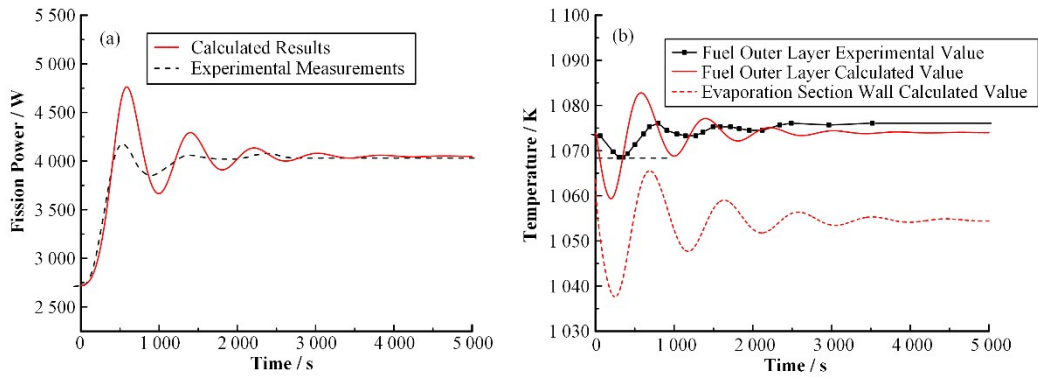 (a)
Calculated Results
Experimental Measurements
5 500
5 000
4 500
4 000
3 500
3 000
2 500
Fission Power / W
0
1 000
2 000
3 000
4 000
5 000
Time / s
(b)
Fuel Outer Layer Experimental Value
Fuel Outer Layer Calculated Value
Evaporation Section Wall Calculated Value
1 100
1 090
1 080
1 070
1 060
1 050
1 040
1 030
Temperature / K
0
1 000
2 000
3 000
4 000
5 000
Time / s